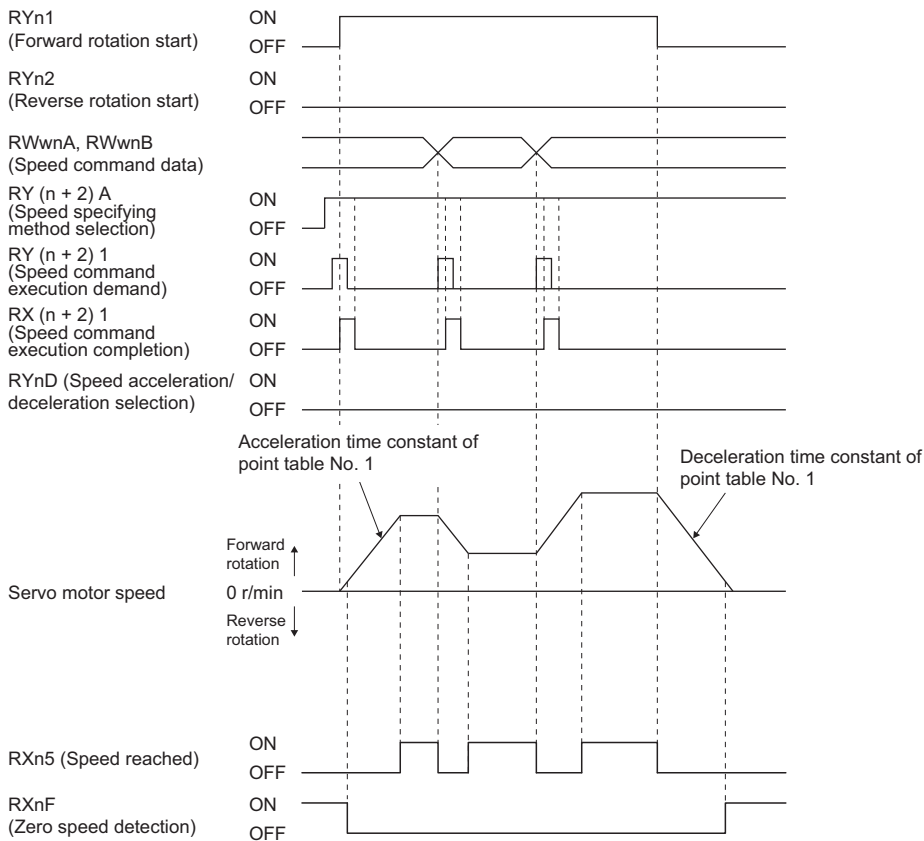 RYn1
(Forward rotation start)
ON
OFF
RYn2
(Reverse rotation start)
ON
OFF
RWwnA, RWwnB
(Speed command data)
RY (n + 2) A
(Speed specifying
method selection)
ON
OFF
RY (n + 2) 1
(Speed command
execution demand)
ON
OFF
RX (n + 2) 1
(Speed command
execution completion)
ON
OFF
RYnD (Speed acceleration/
deceleration selection)
ON
OFF
Acceleration time constant of
point table No. 1
Deceleration time constant of
point table No. 1
Forward
rotation
Servo motor speed
0 r/min
Reverse
rotation
RXn5 (Speed reached)
ON
OFF
RXnF
(Zero speed detection)
ON
OFF